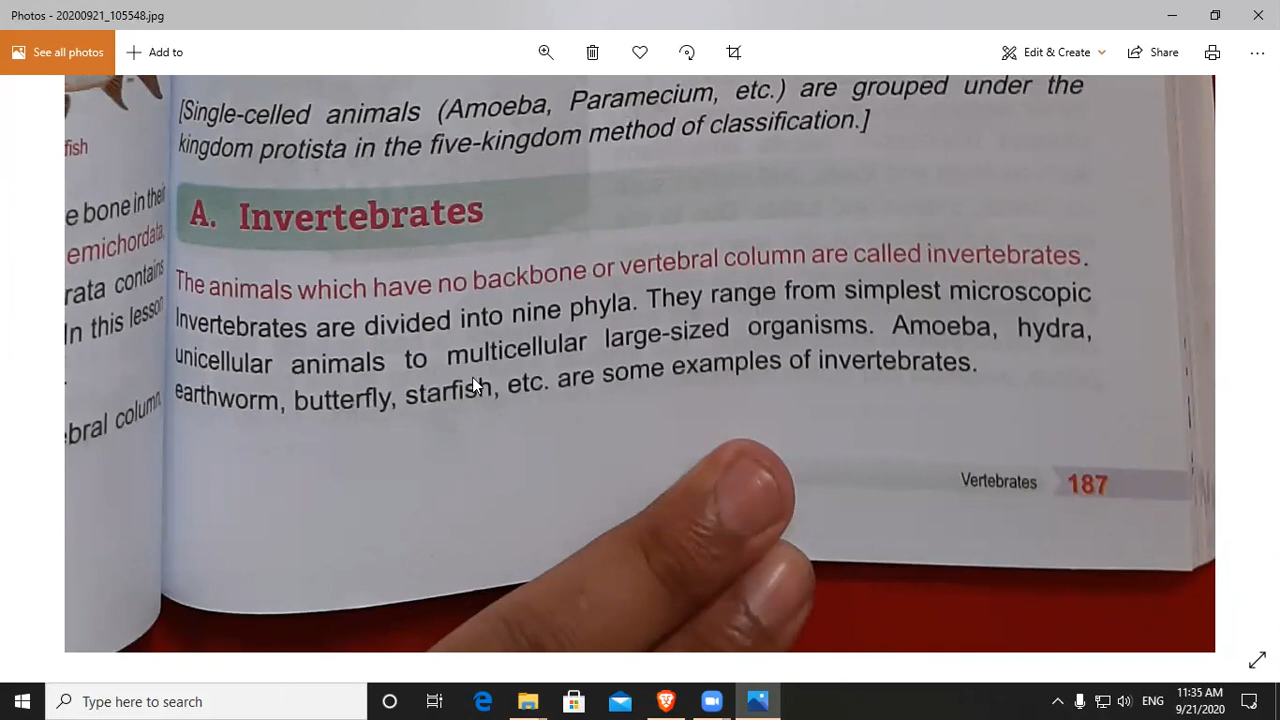 Photos - 20200921_105548.jpg
See all photos
Add to
Edit & Create
Share
[Single-celled animals (Amoeba, Paramecium, etc.) are grouped under the
kingdom protista in the five-kingdom method of classification.]
fish
e bone in their
emichordata,
rata contains
In this lesson
bral column,
A. Invertebrates
The animals which have no backbone or vertebral column are called invertebrates.
Invertebrates are divided into nine phyla. They range from simplest microscopic
unicellular animals to multicellular large-sized organisms. Amoeba, hydra,
earthworm, butterfly, starfish, etc. are some examples of invertebrates.
Vertebrates 187
Type here to search
ENG
11:35 AM
9/21/2020